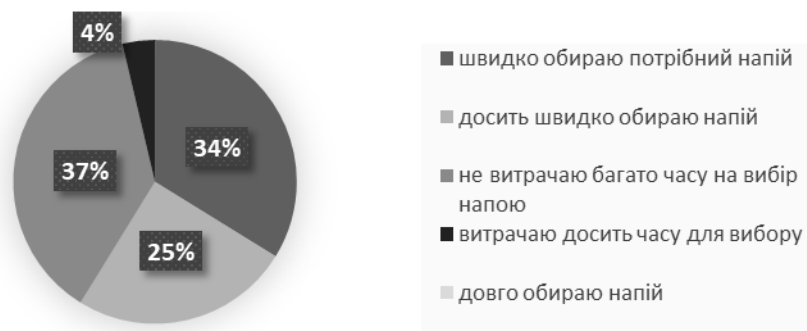 4%
34%
37%
25%
швидко обираю потрібний напій
досить швидко обираю напій
не витрачаю багато часу на вибір
напою
витрачаю досить часу для вибору
довго обираю напій